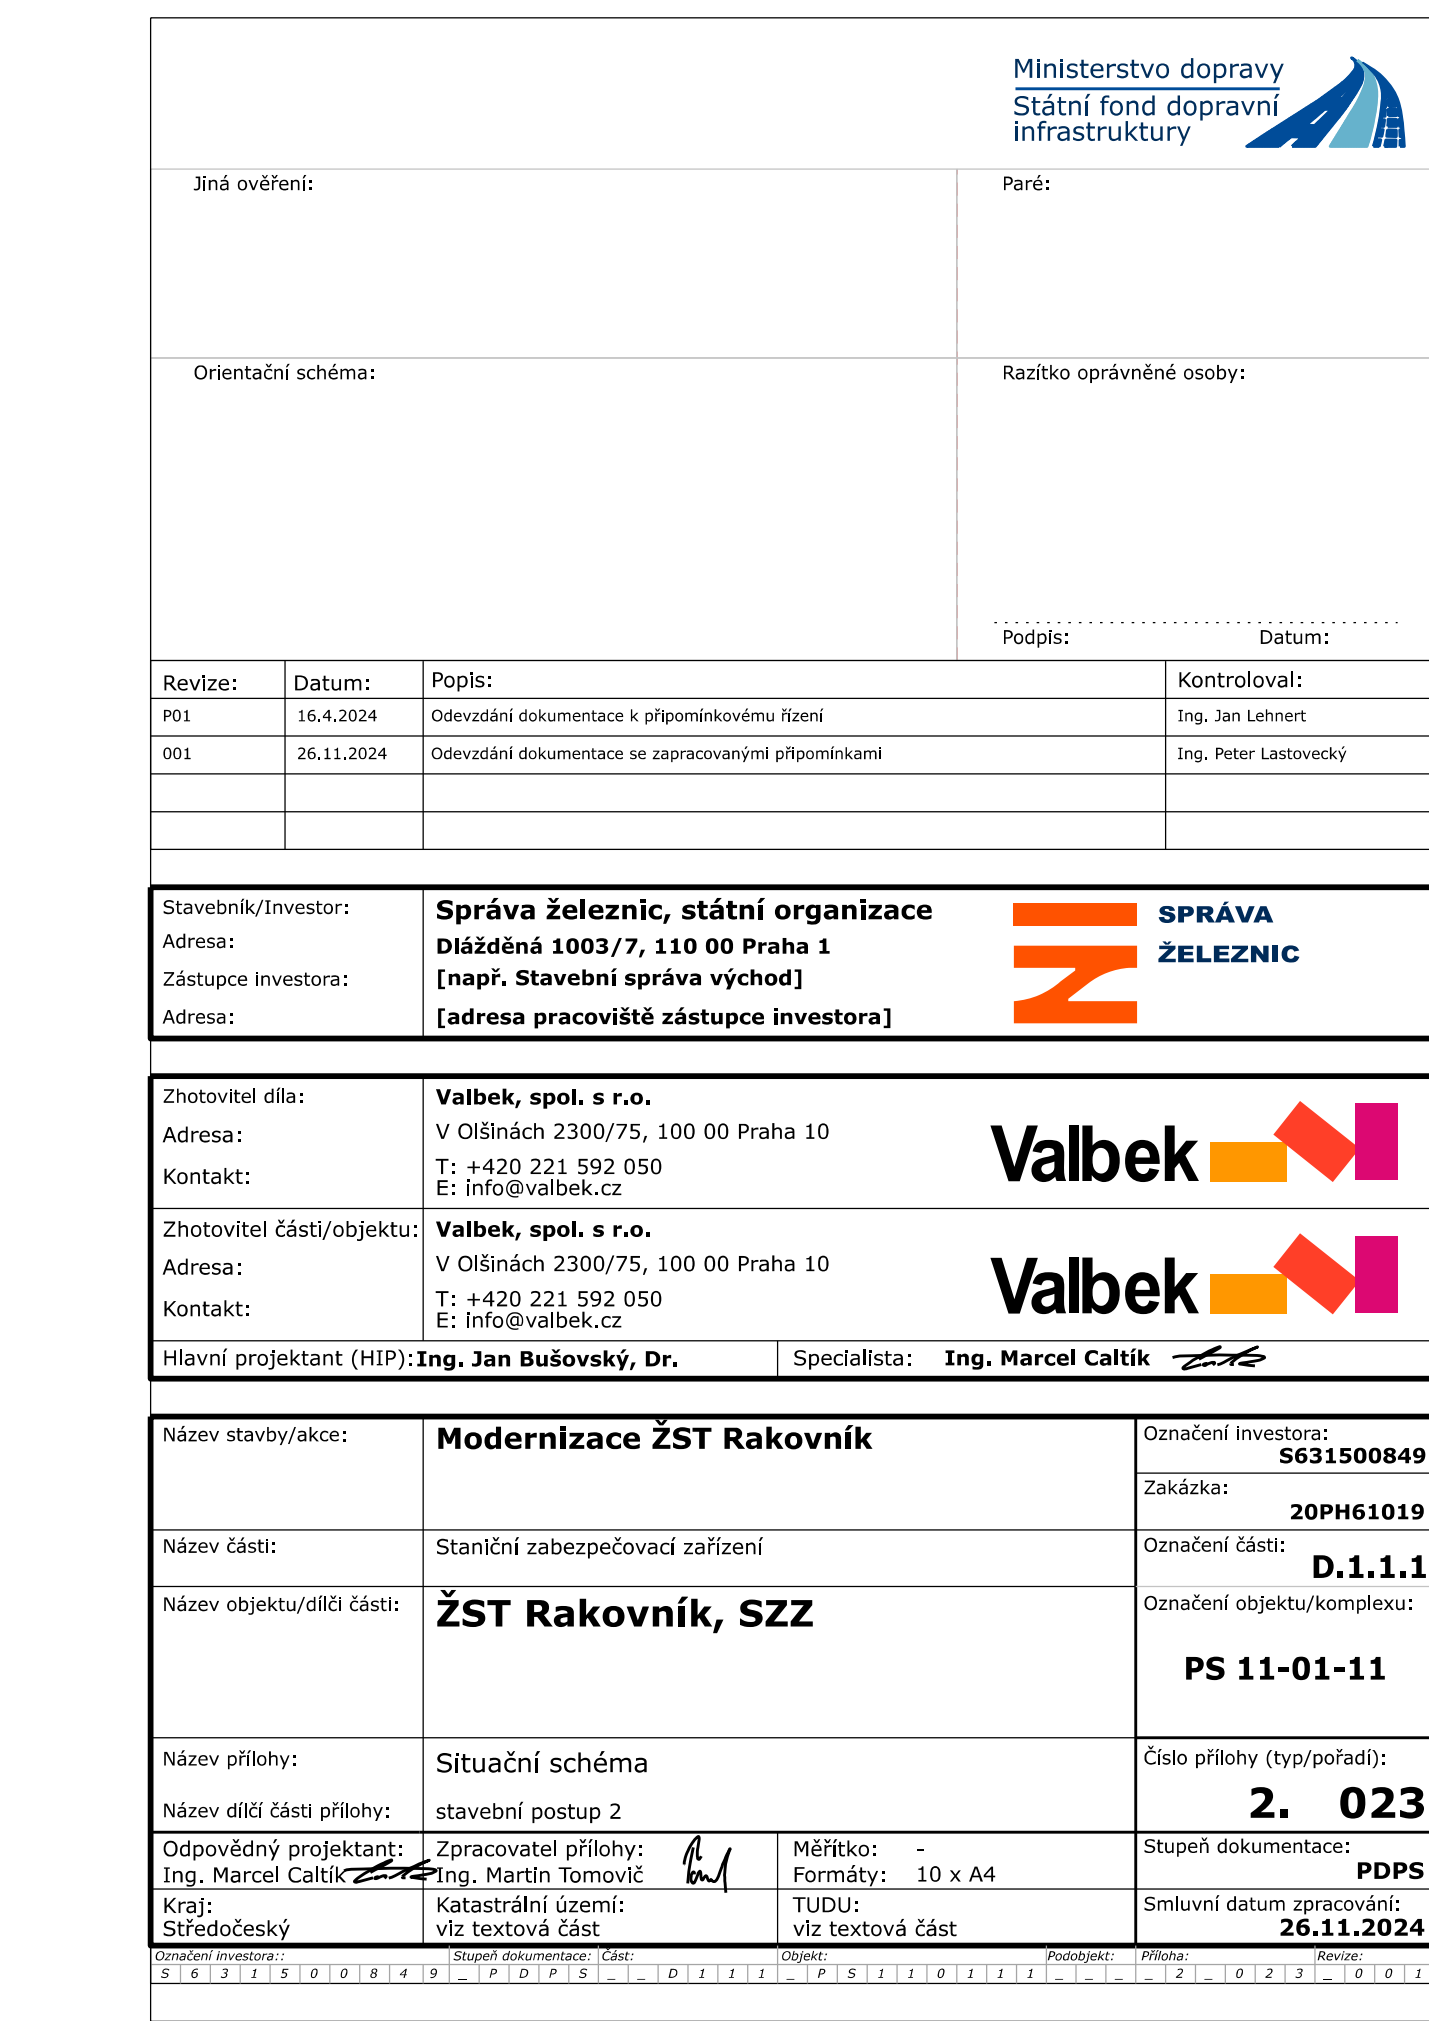 Ministerstvo dopravy
Státní fond dopravní
infrastruktury
Jiná ověření:
Paré:
Orientační schéma:
Razítko oprávněné osoby:
Podpis: Datum:
Revize: Datum: Popis: Kontroloval:
P01 16.4.2024 Odevzdání dokumentace k připomínkovému řízení Ing. Jan Lehnert
001 26.11.2024 Odevzdání dokumentace se zapracovanými připomínkami Ing. Peter Lastovecký
Stavebník/Investor: Správa železnic, státní organizace
Adresa: Dlážděná 1003/7, 110 00 Praha 1
Zástupce investora: [např. Stavební správa východ]
Adresa: [adresa pracoviště zástupce investora]
SPRÁVA
ŽELEZNIC
Zhotovitel díla: Valbek, spol. s r.o.
Adresa: V Olšinách 2300/75, 100 00 Praha 10
Kontakt: T: +420 221 592 050
E: info@valbek.cz
Valbek
Zhotovitel části/objektu: Valbek, spol. s r.o.
Adresa: V Olšinách 2300/75, 100 00 Praha 10
Kontakt: T: +420 221 592 050
E: info@valbek.cz
Valbek
Hlavní projektant (HIP): Ing. Jan Bušovský, Dr. Specialista: Ing. Marcel Caltík
Název stavby/akce: Modernizace ŽST Rakovník
Označení investora:
S631500849
Zakázka:
20PH61019
Název části: Staniční zabezpečovací zařízení
Označení části:
D.1.1.1
Název objektu/dílči části: ŽST Rakovník, SZZ
Označení objektu/komplexu:
PS 11-01-11
Název přílohy: Situační schéma
Název dílčí části přílohy: stavební postup 2
Číslo přílohy (typ/pořadí):
2. 023
Odpovědný projektant: Zpracovatel přílohy: Měřítko: -
Ing. Marcel Caltík Ing. Martin Tomovič Formáty: 10 x A4
Stupeň dokumentace:
PDPS
Kraj: Katastrální území: TUDU:
Středočeský viz textová část viz textová část
Smluvní datum zpracování:
26.11.2024
Označení investora:: Stupeň dokumentace: Část: Objekt: Podobjekt: Příloha: Revize:
S 6 3 1 5 0 0 8 4 9 _ P D P S _ _ D 1 1 1 _ P S 1 1 0 1 1 1 _ _ _ _ 2 _ 0 2 3 _ 0 0 1